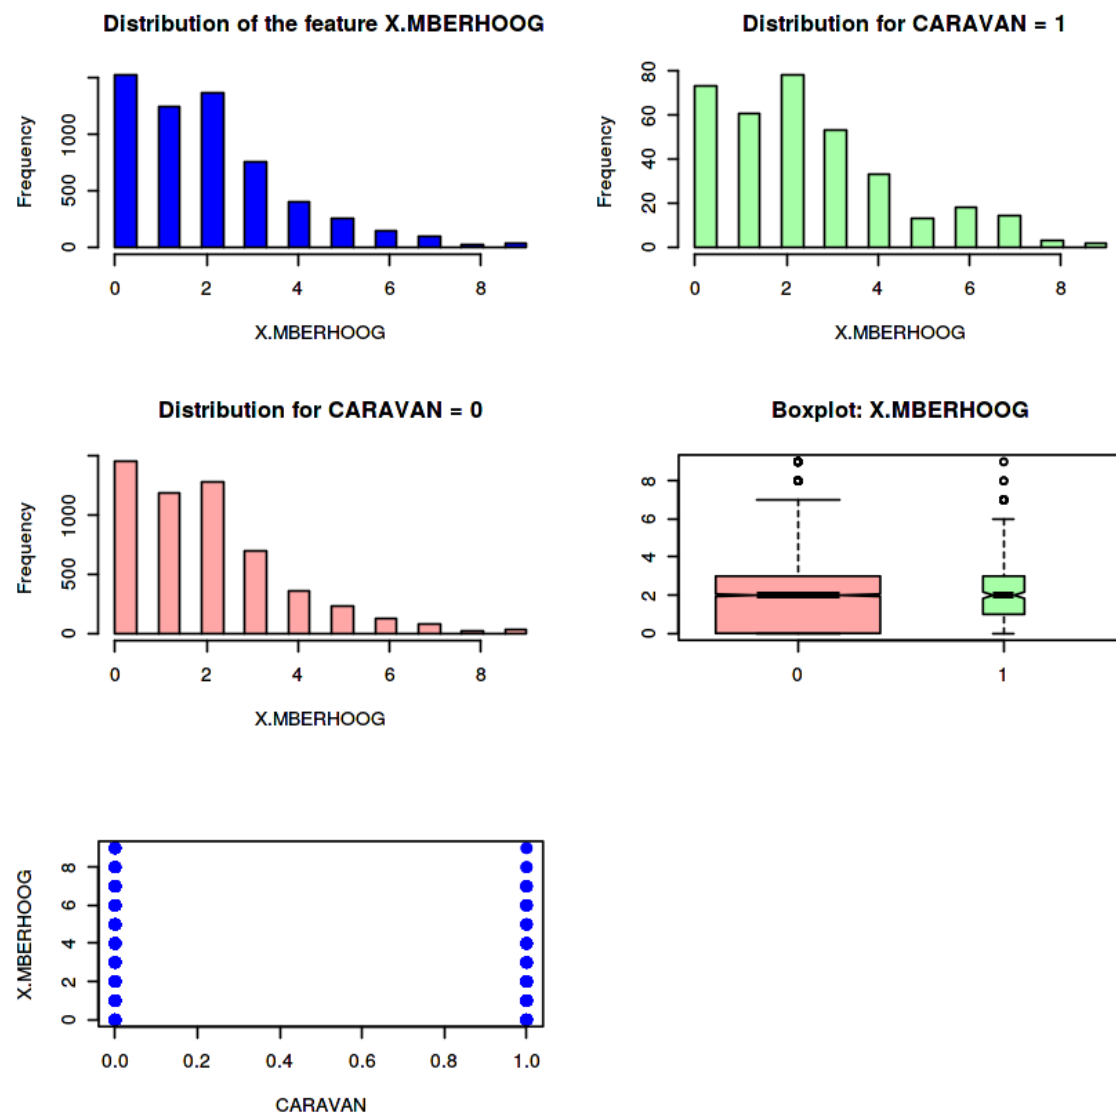 Distribution of the feature X.MBERHOOG
Frequency
0 500 1000
0 2 4 6 8
X.MBERHOOG
Distribution for CARAVAN = 1
Frequency
0 20 40 60 80
0 2 4 6 8
X.MBERHOOG
Distribution for CARAVAN = 0
Frequency
0 500 1000
0 2 4 6 8
X.MBERHOOG
Boxplot: X.MBERHOOG
0 2 4 6 8
0 1
X.MBERHOOG
0 2 4 6 8
0.0 0.2 0.4 0.6 0.8 1.0
CARAVAN